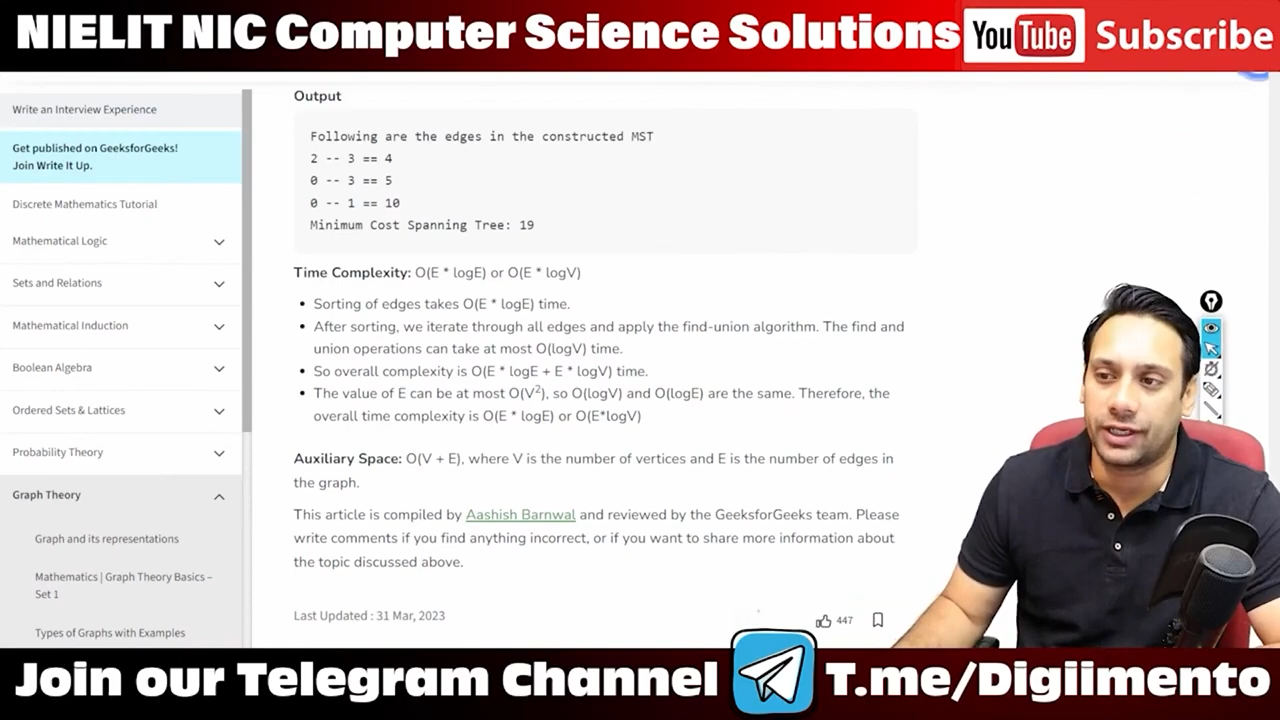 NIELIT NIC Computer Science Solutions
YouTube
Subscribe
Write an Interview Experience
Get published on GeeksforGeeks!
Join Write It Up.
Discrete Mathematics Tutorial
Mathematical Logic
Sets and Relations
Mathematical Induction
Boolean Algebra
Ordered Sets & Lattices
Probability Theory
Graph Theory
Graph and its representations
Mathematics | Graph Theory Basics –
Set 1
Types of Graphs with Examples
Output
Following are the edges in the constructed MST
2 -- 3 == 4
0 -- 3 == 5
0 -- 1 == 10
Minimum Cost Spanning Tree: 19
Time Complexity: O(E * logE) or O(E * logV)
• Sorting of edges takes O(E * logE) time.
• After sorting, we iterate through all edges and apply the find-union algorithm. The find and
union operations can take at most O(logV) time.
• So overall complexity is O(E * logE + E * logV) time.
• The value of E can be at most O(V²), so O(logV) and O(logE) are the same. Therefore, the
overall time complexity is O(E * logE) or O(E*logV)
Auxiliary Space: O(V + E), where V is the number of vertices and E is the number of edges in
the graph.
This article is compiled by Aashish Barnwal and reviewed by the GeeksforGeeks team. Please
write comments if you find anything incorrect, or if you want to share more information about
the topic discussed above.
Last Updated : 31 Mar, 2023
447
Join our Telegram Channel
T.me/Digiimento